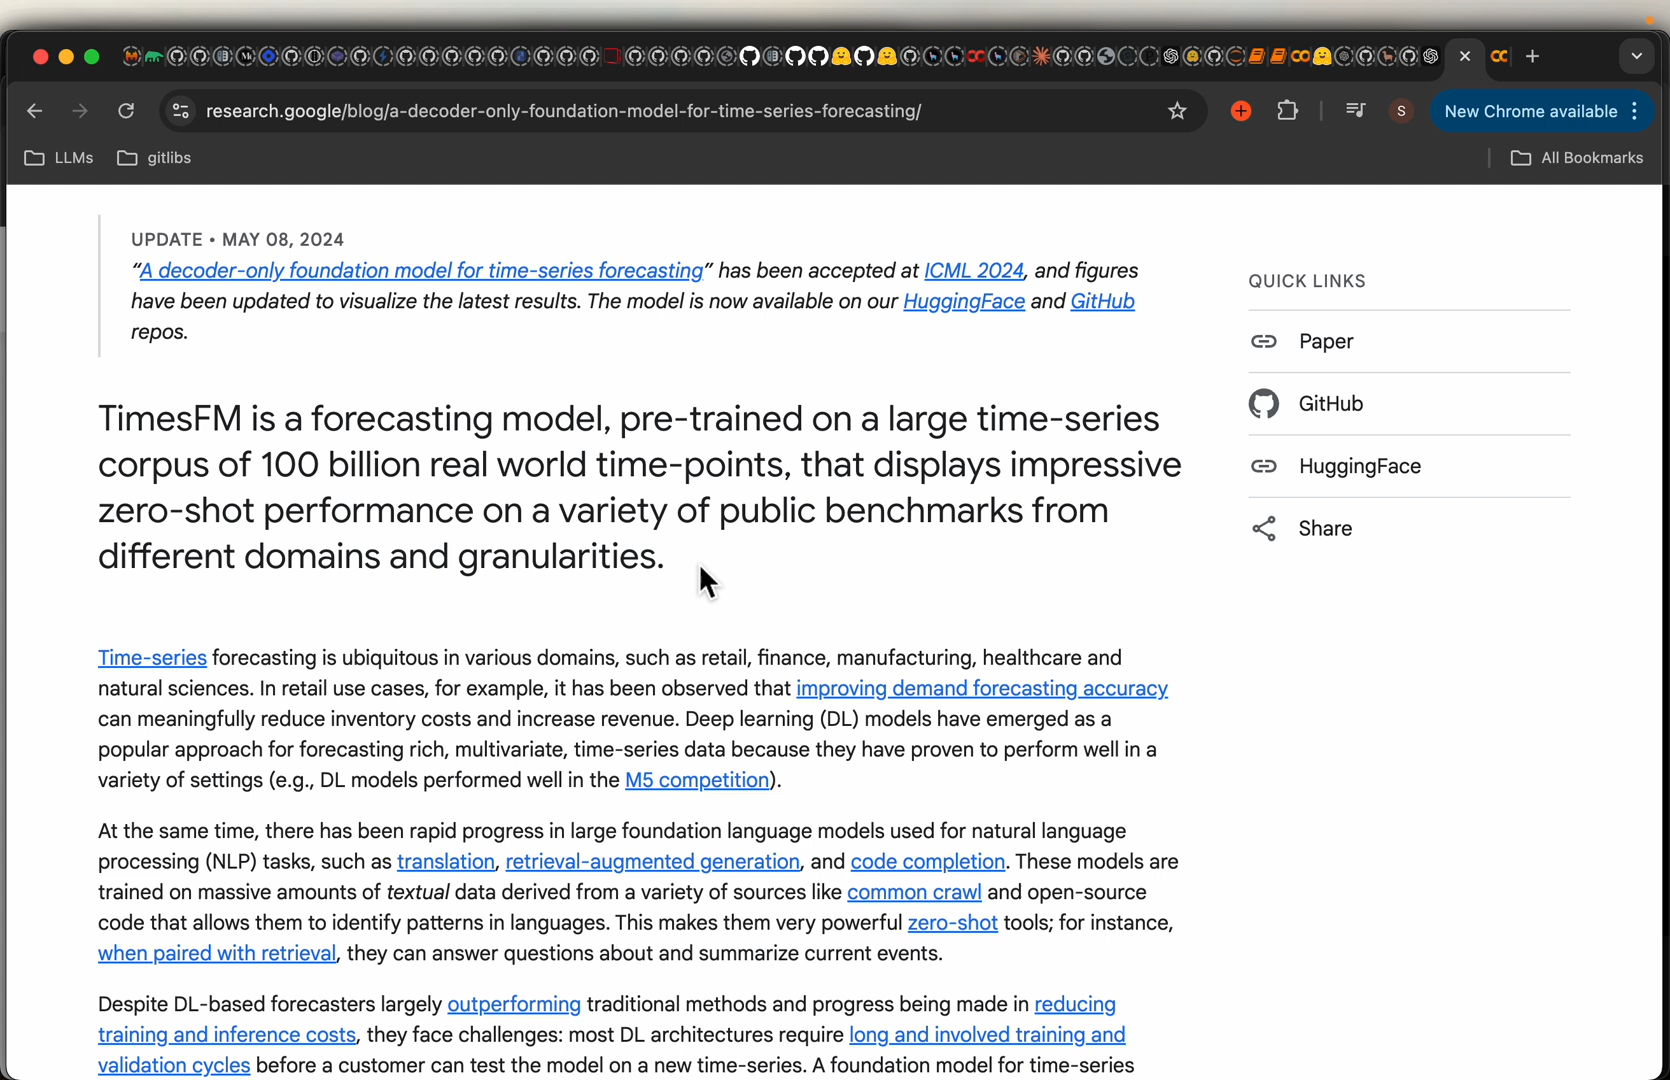 research.google/blog/a-decoder-only-foundation-model-for-time-series-forecasting/
S
New Chrome available
LLMs
gitlibs
All Bookmarks
UPDATE • MAY 08, 2024
“A decoder-only foundation model for time-series forecasting” has been accepted at ICML 2024, and figures
have been updated to visualize the latest results. The model is now available on our HuggingFace and GitHub
repos.
QUICK LINKS
Paper
GitHub
HuggingFace
Share
TimesFM is a forecasting model, pre-trained on a large time-series
corpus of 100 billion real world time-points, that displays impressive
zero-shot performance on a variety of public benchmarks from
different domains and granularities.
Time-series forecasting is ubiquitous in various domains, such as retail, finance, manufacturing, healthcare and
natural sciences. In retail use cases, for example, it has been observed that improving demand forecasting accuracy
can meaningfully reduce inventory costs and increase revenue. Deep learning (DL) models have emerged as a
popular approach for forecasting rich, multivariate, time-series data because they have proven to perform well in a
variety of settings (e.g., DL models performed well in the M5 competition).
At the same time, there has been rapid progress in large foundation language models used for natural language
processing (NLP) tasks, such as translation, retrieval-augmented generation, and code completion. These models are
trained on massive amounts of textual data derived from a variety of sources like common crawl and open-source
code that allows them to identify patterns in languages. This makes them very powerful zero-shot tools; for instance,
when paired with retrieval, they can answer questions about and summarize current events.
Despite DL-based forecasters largely outperforming traditional methods and progress being made in reducing
training and inference costs, they face challenges: most DL architectures require long and involved training and
validation cycles before a customer can test the model on a new time-series. A foundation model for time-series